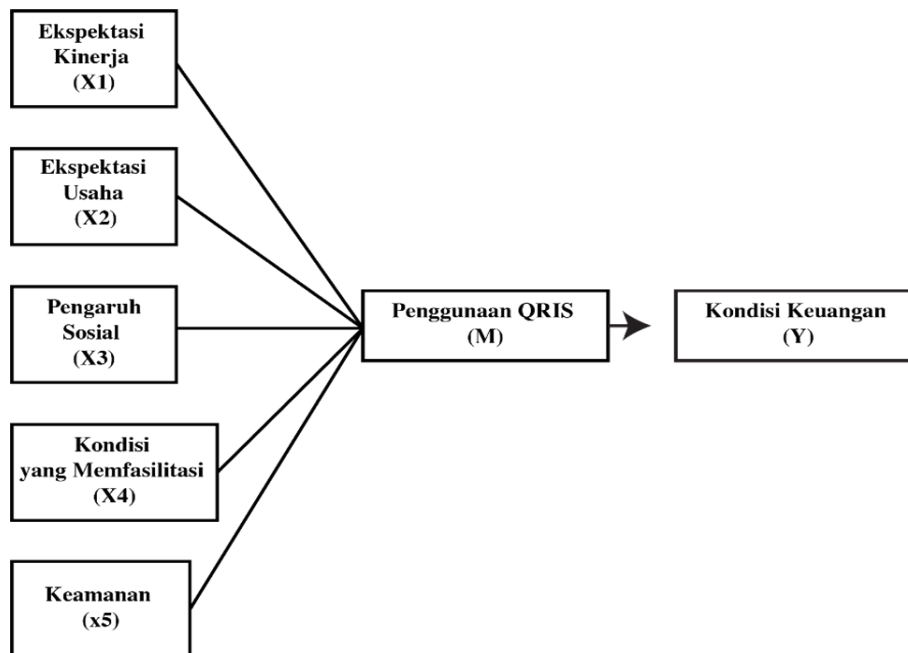 Ekspektasi
Kinerja
(X1)
Ekspektasi
Usaha
(X2)
Pengaruh
Sosial
(X3)
Kondisi
yang Memfasilitasi
(X4)
Keamanan
(x5)
Penggunaan QRIS
(M)
Kondisi Keuangan
(Y)